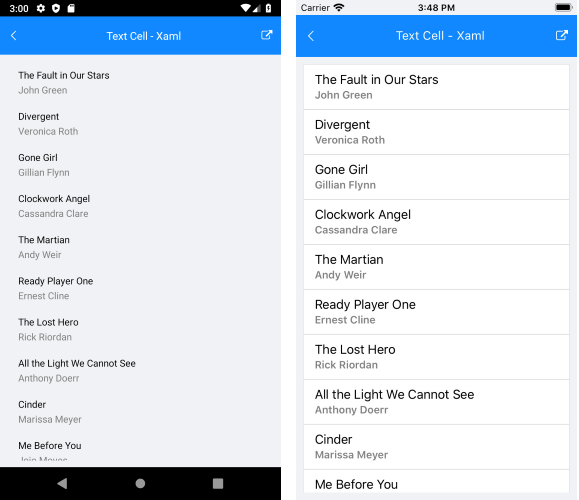 3:00
Text Cell - Xaml
The Fault in Our Stars
John Green
Divergent
Veronica Roth
Gone Girl
Gillian Flynn
Clockwork Angel
Cassandra Clare
The Martian
Andy Weir
Ready Player One
Ernest Cline
The Lost Hero
Rick Riordan
All the Light We Cannot See
Anthony Doerr
Cinder
Marissa Meyer
Me Before You
Carrier 3:48 PM
Text Cell - Xaml
The Fault in Our Stars
John Green
Divergent
Veronica Roth
Gone Girl
Gillian Flynn
Clockwork Angel
Cassandra Clare
The Martian
Andy Weir
Ready Player One
Ernest Cline
The Lost Hero
Rick Riordan
All the Light We Cannot See
Anthony Doerr
Cinder
Marissa Meyer
Me Before You